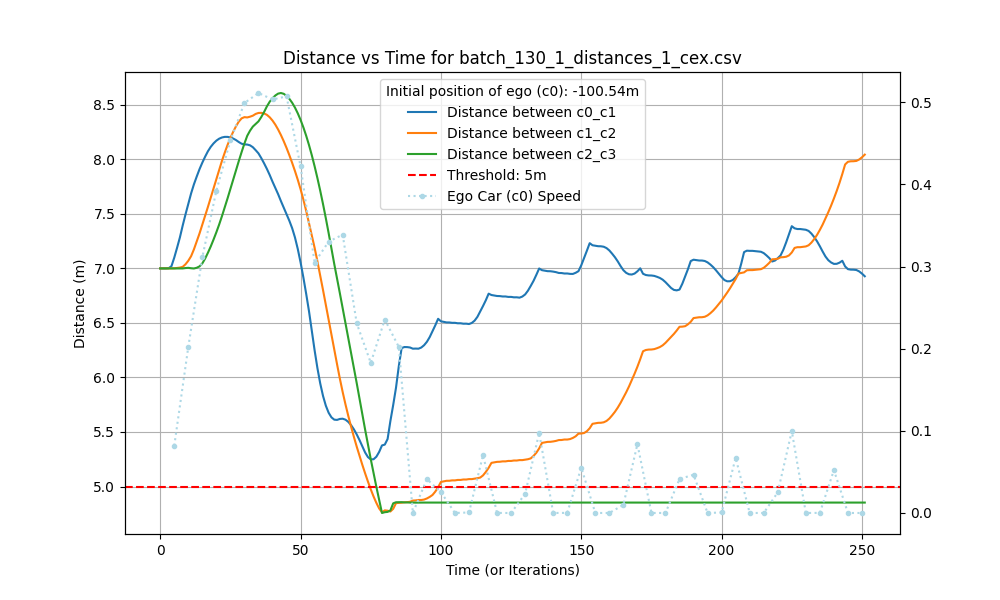 Distance vs Time for batch_130_1_distances_1_cex.csv
Initial position of ego (c0): -100.54m
Distance between c0_c1
Distance between c1_c2
Distance between c2_c3
Threshold: 5m
Ego Car (c0) Speed
Distance (m)
8.5
8.0
7.5
7.0
6.5
6.0
5.5
5.0
0.5
0.4
0.3
0.2
0.1
0.0
0 50 100 150 200 250
Time (or Iterations)